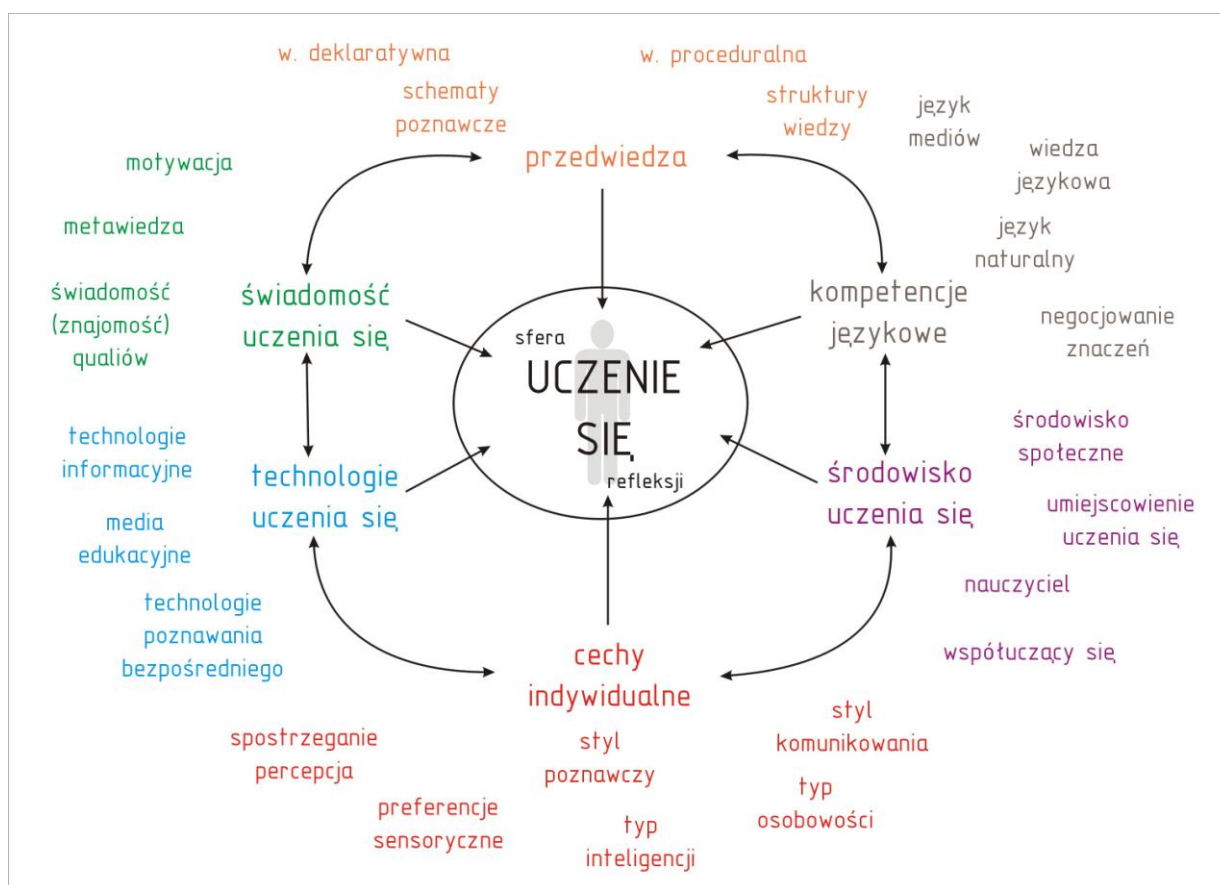 w. deklaratywna
w. proceduralna
schematy
poznawcze
struktury
wiedzy
język
mediów
przedwiedza
wiedza
językowa
motywacja
metawiedza
język
naturalny
świadomość
(znajomość)
qualiów
świadomość
uczenia się
kompetencje
językowe
negocjowanie
znaczeń
sfera
UCZENIE
SIĘ
refleksji
technologie
informacyjne
technologie
uczenia się
środowisko
uczenia się
środowisko
społeczne
media
edukacyjne
umiejscowienie
uczenia się
technologie
poznawania
bezpośredniego
nauczyciel
współuczący się
cechy
indywidualne
spostrzeganie
percepcja
styl
poznawczy
styl
komunikowania
preferencje
sensoryczne
typ
inteligencji
typ
osobowości